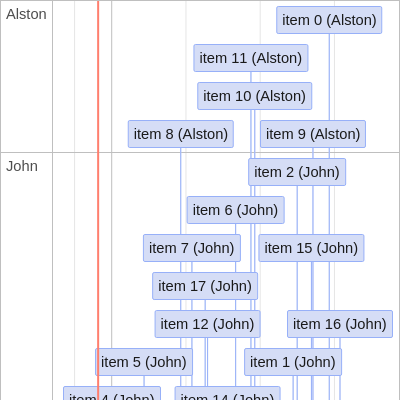 Alston
item 0 (Alston)
item 11 (Alston)
item 10 (Alston)
item 8 (Alston)
item 9 (Alston)
John
item 2 (John)
item 6 (John)
item 7 (John)
item 15 (John)
item 17 (John)
item 12 (John)
item 16 (John)
item 5 (John)
item 1 (John)
item 4 (John)
item 14 (John)